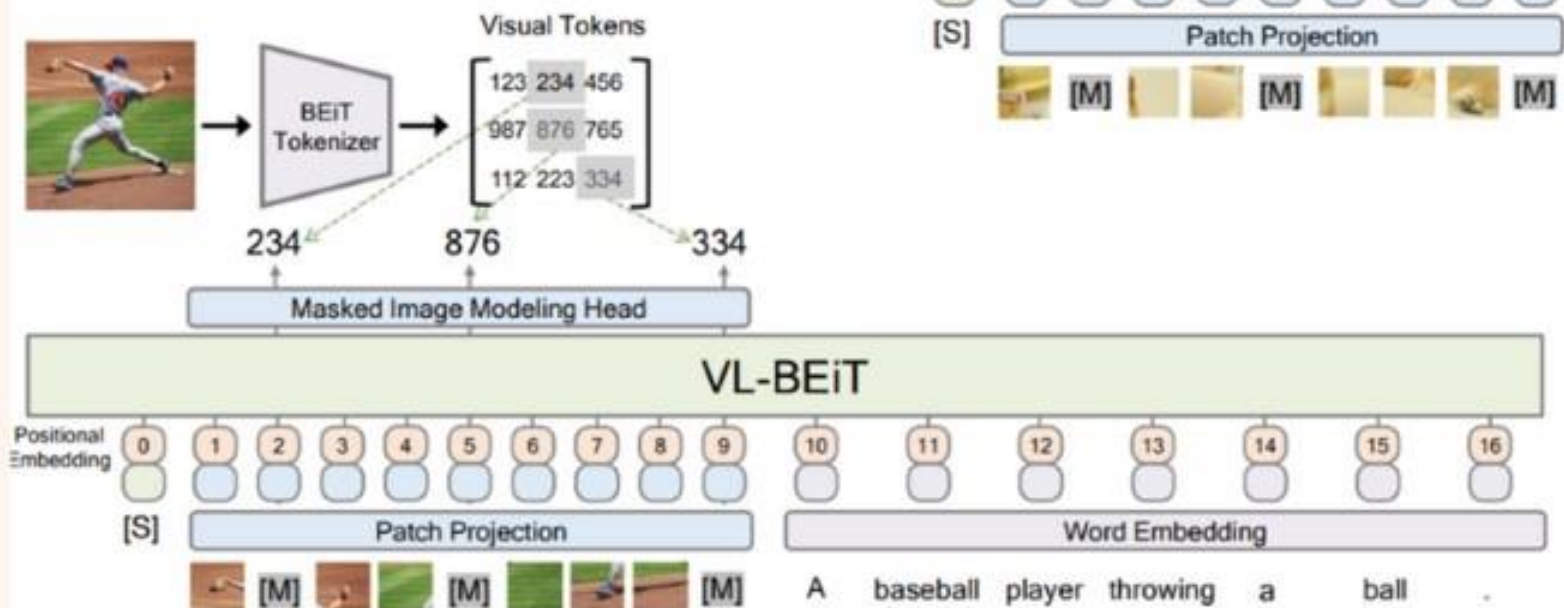 Visual Tokens
[S] Patch Projection
[M] [M] [M]
BEiT
Tokenizer
123 234 456
987 876 765
112 223 334
234 876 334
Masked Image Modeling Head
VL-BEiT
Positional
Embedding
0 1 2 3 4 5 6 7 8 9 10 11 12 13 14 15 16
[S] Patch Projection Word Embedding
[M] [M] [M] A baseball player throwing a ball .